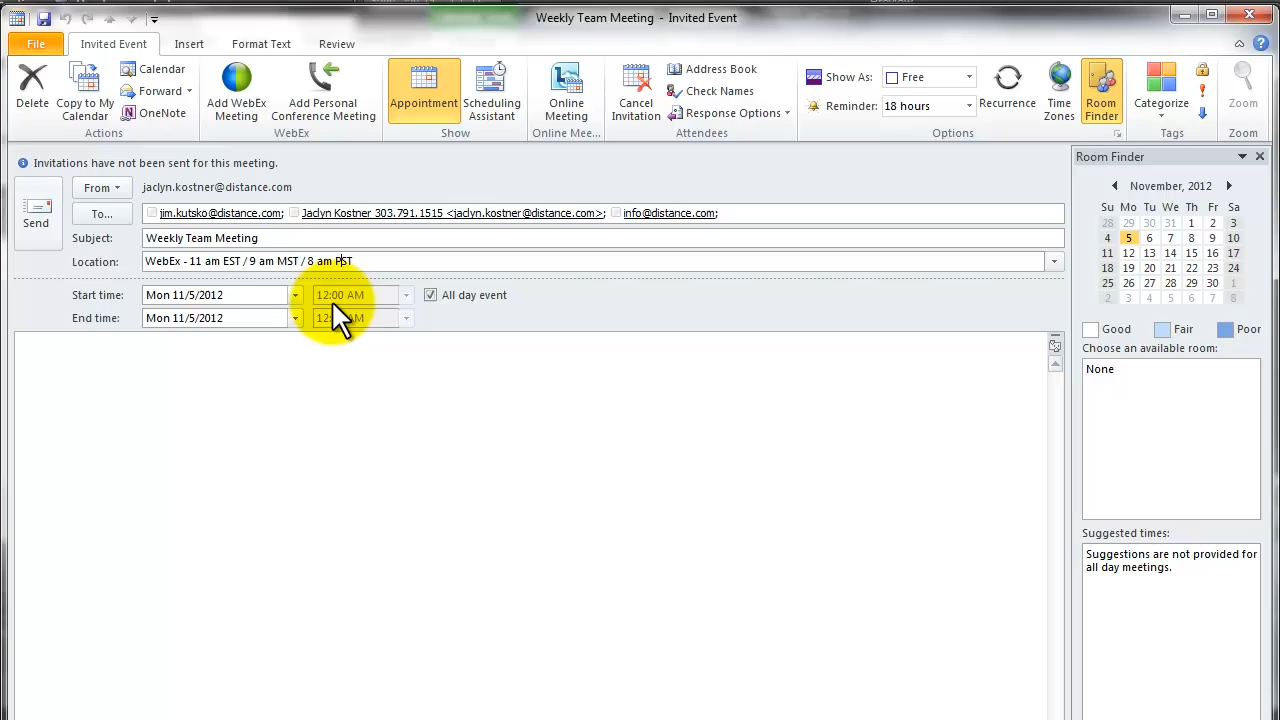 Weekly Team Meeting - Invited Event
File Invited Event Insert Format Text Review
Delete
Copy to My Calendar
Calendar
Forward
OneNote
Actions
Add WebEx Meeting
Add Personal Conference Meeting
WebEx
Appointment
Scheduling Assistant
Show
Online Meeting
Online Mee...
Cancel Invitation
Address Book
Check Names
Response Options
Attendees
Show As: Free
Reminder: 18 hours
Recurrence
Time Zones
Room Finder
Options
Categorize
Tags
Zoom
Zoom
Invitations have not been sent for this meeting.
Send
From jaclyn.kostner@distance.com
To... jim.kutsko@distance.com; Jaclyn Kostner 303.791.1515 <jaclyn.kostner@distance.com>; info@distance.com;
Subject: Weekly Team Meeting
Location: WebEx - 11 am EST / 9 am MST / 8 am PST
Start time: Mon 11/5/2012 12:00 AM All day event
End time: Mon 11/5/2012
Room Finder
November, 2012
Su Mo Tu We Th Fr Sa
28 29 30 31 1 2 3
4 5 6 7 8 9 10
11 12 13 14 15 16 17
18 19 20 21 22 23 24
25 26 27 28 29 30 1
2 3 4 5 6 7 8
Good Fair Poor
Choose an available room:
None
Suggested times:
Suggestions are not provided for
all day meetings.